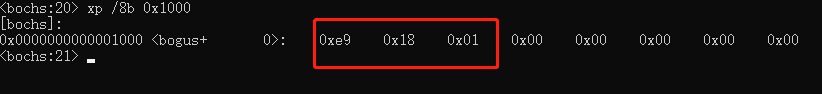 <bochs:20> xp /8b 0x1000
[bochs]:
0x0000000000001000 <bogus+       0>:    0xe9    0x18    0x01    0x00    0x00    0x00    0x00    0x00
<bochs:21>